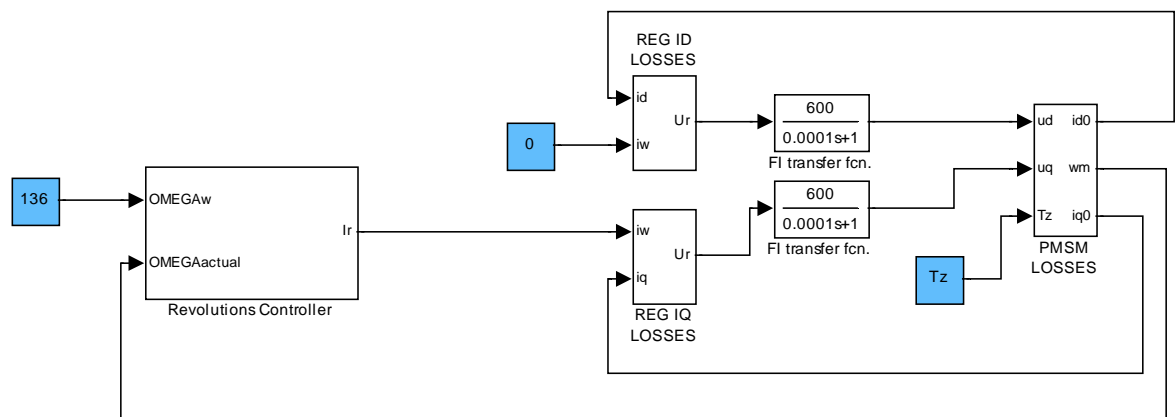 REG ID
LOSSES
id
iw
Ur
0
600
0.0001s+1
FI transfer fcn.
136
OMEGAw
OMEGAactual
Ir
Revolutions Controller
iw
iq
Ur
REG IQ
LOSSES
600
0.0001s+1
FI transfer fcn.
ud
uq
Tz
id0
wm
iq0
PMSM
LOSSES
Tz